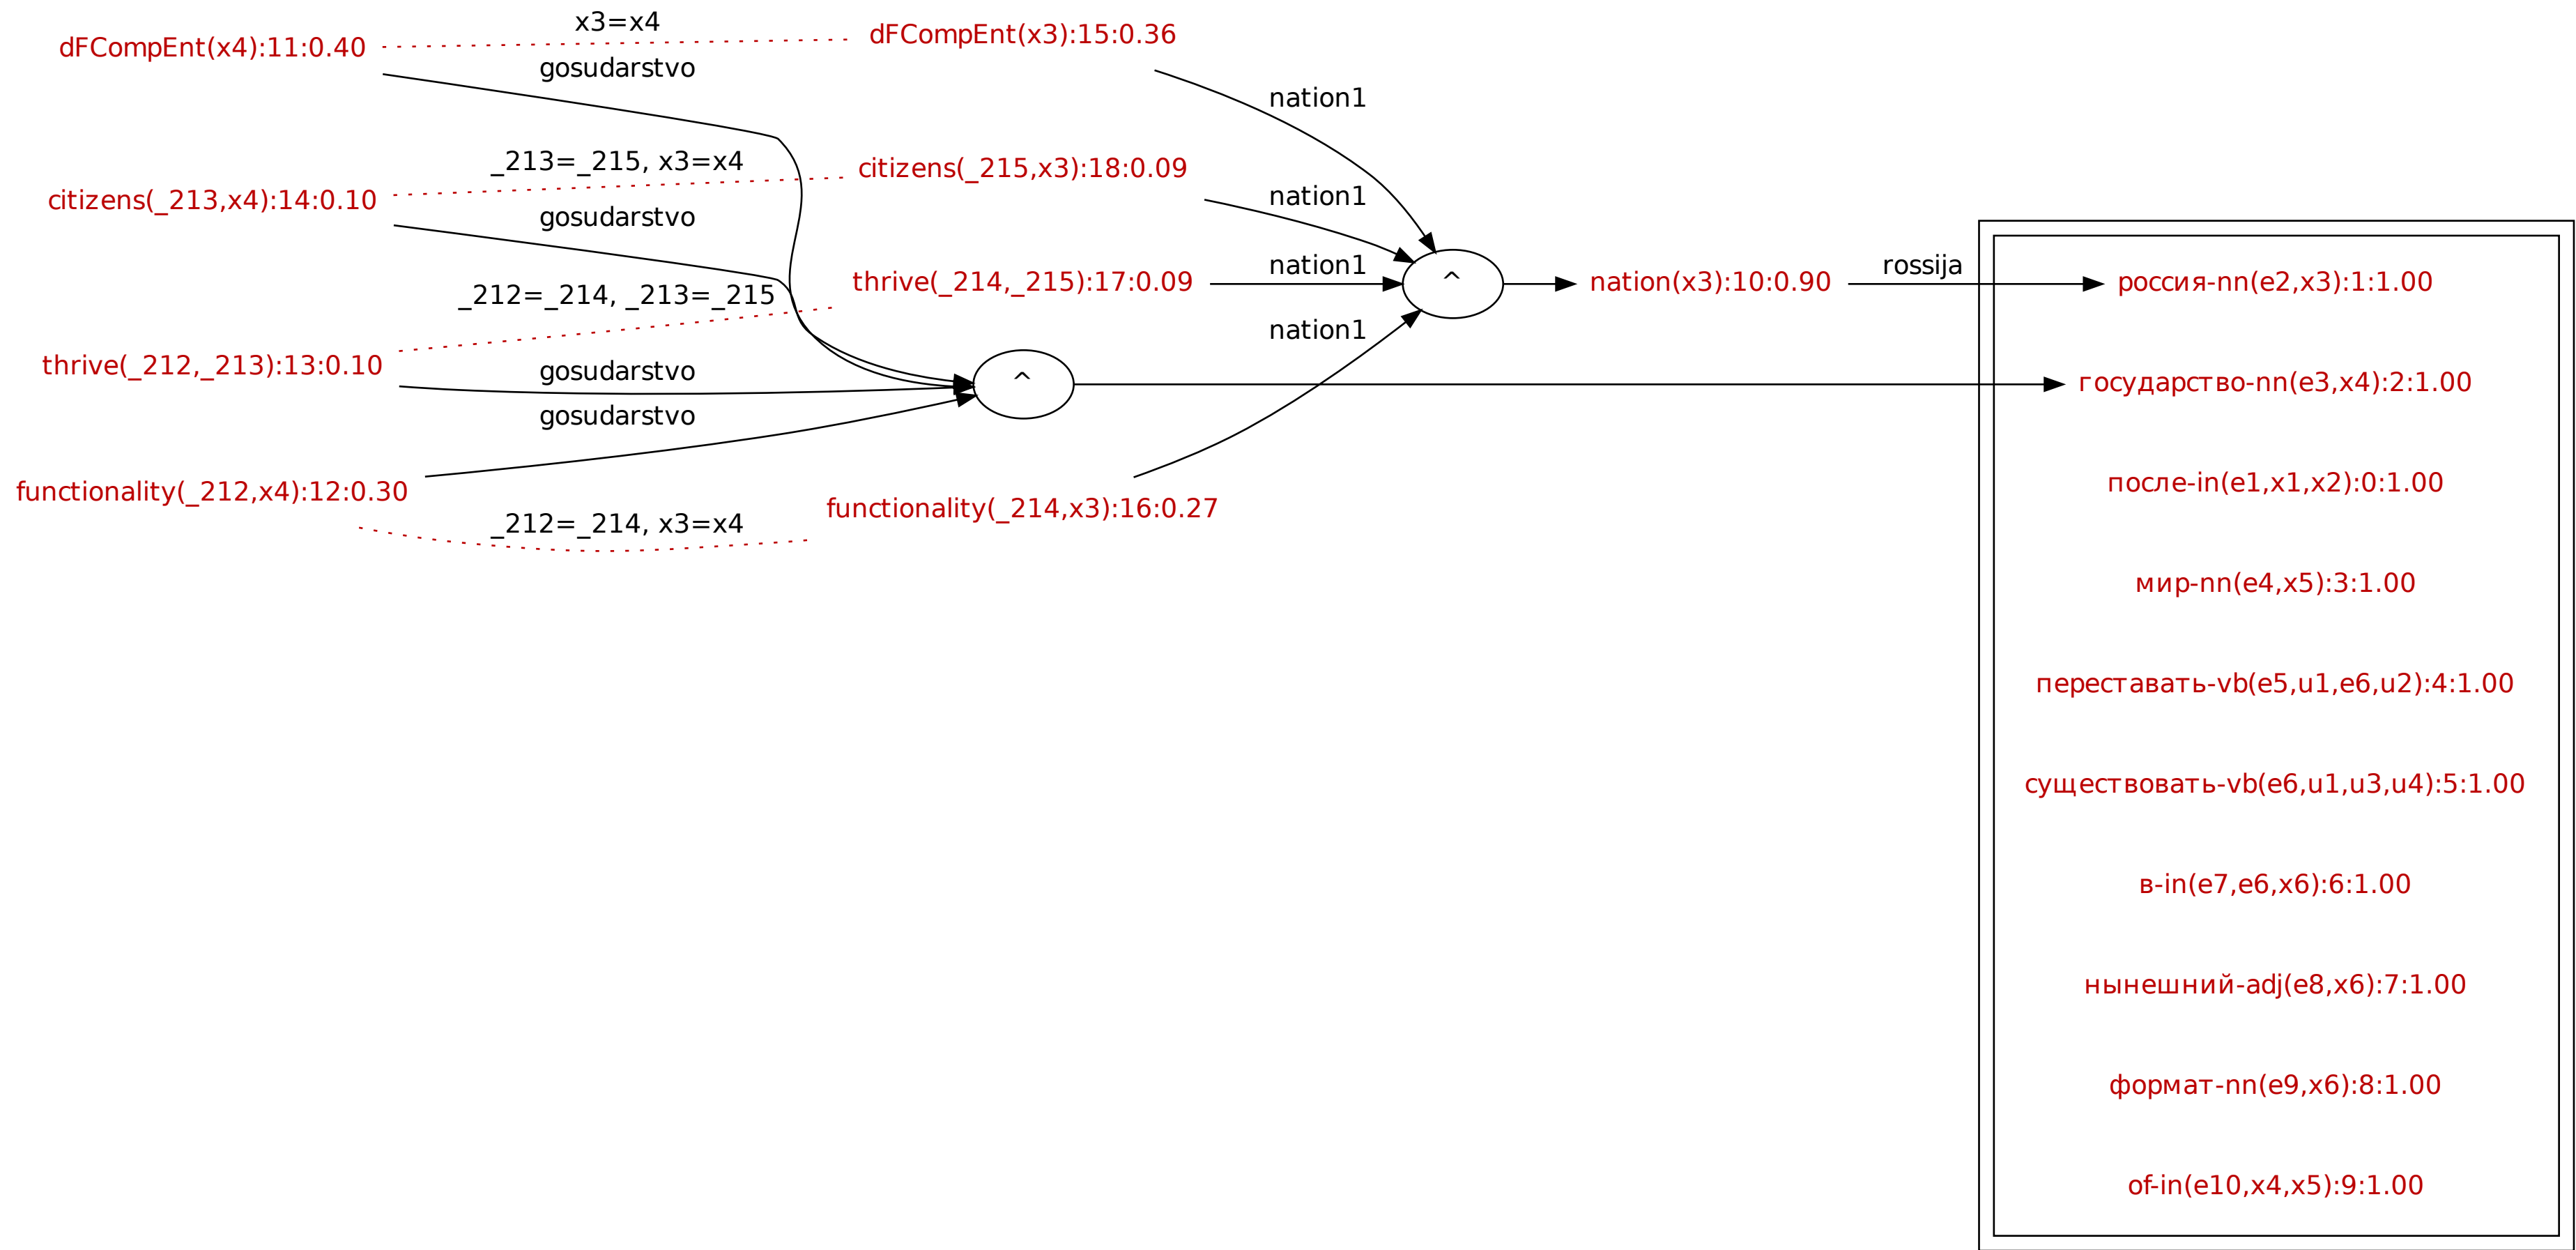 x3=x4
dFCompEnt(x4):11:0.40
dFCompEnt(x3):15:0.36
gosudarstvo
nation1
_213=_215, x3=x4
citizens(_215,x3):18:0.09
citizens(_213,x4):14:0.10
nation1
gosudarstvo
_212=_214, _213=_215
thrive(_214,_215):17:0.09
nation1
^
nation(x3):10:0.90
rossija
россия-nn(e2,x3):1:1.00
nation1
thrive(_212,_213):13:0.10
gosudarstvo
^
государство-nn(e3,x4):2:1.00
gosudarstvo
functionality(_212,x4):12:0.30
functionality(_214,x3):16:0.27
_212=_214, x3=x4
после-in(e1,x1,x2):0:1.00
мир-nn(e4,x5):3:1.00
переставать-vb(e5,u1,e6,u2):4:1.00
существовать-vb(e6,u1,u3,u4):5:1.00
в-in(e7,e6,x6):6:1.00
нынешний-adj(e8,x6):7:1.00
формат-nn(e9,x6):8:1.00
of-in(e10,x4,x5):9:1.00